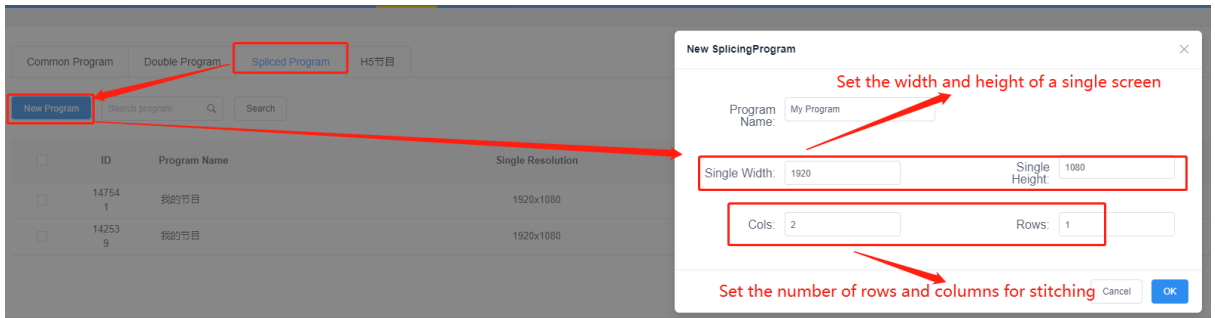 Common Program Double Program Spliced Program H5节目
New Program Search program Search
ID Program Name Single Resolution
14754
1
我的节目 1920x1080
14253
9
我的节目 1920x1080
New SplicingProgram
Set the width and height of a single screen
Program
Name:
My Program
Single Width: 1920
Single
Height:
1080
Cols: 2 Rows: 1
Set the number of rows and columns for stitching
Cancel OK